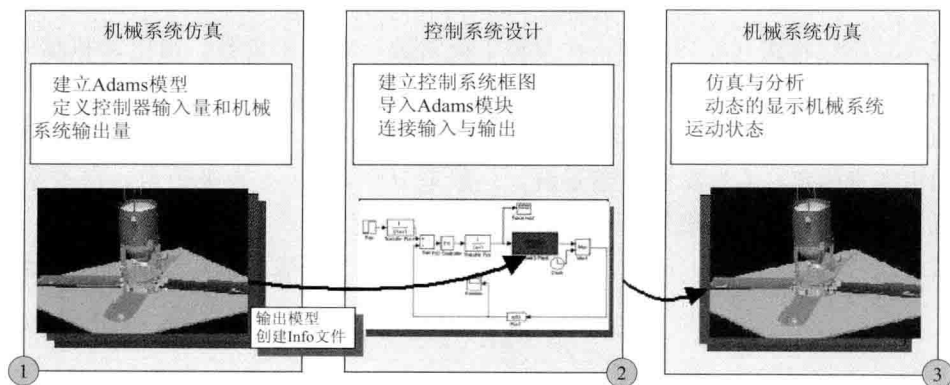 机械系统仿真
建立Adams模型
定义控制器输入量和机械
系统输出量
输出模型
创建Info文件
1
控制系统设计
建立控制系统框图
导入Adams模块
连接输入与输出
2
机械系统仿真
仿真与分析
动态的显示机械系统
运动状态
3